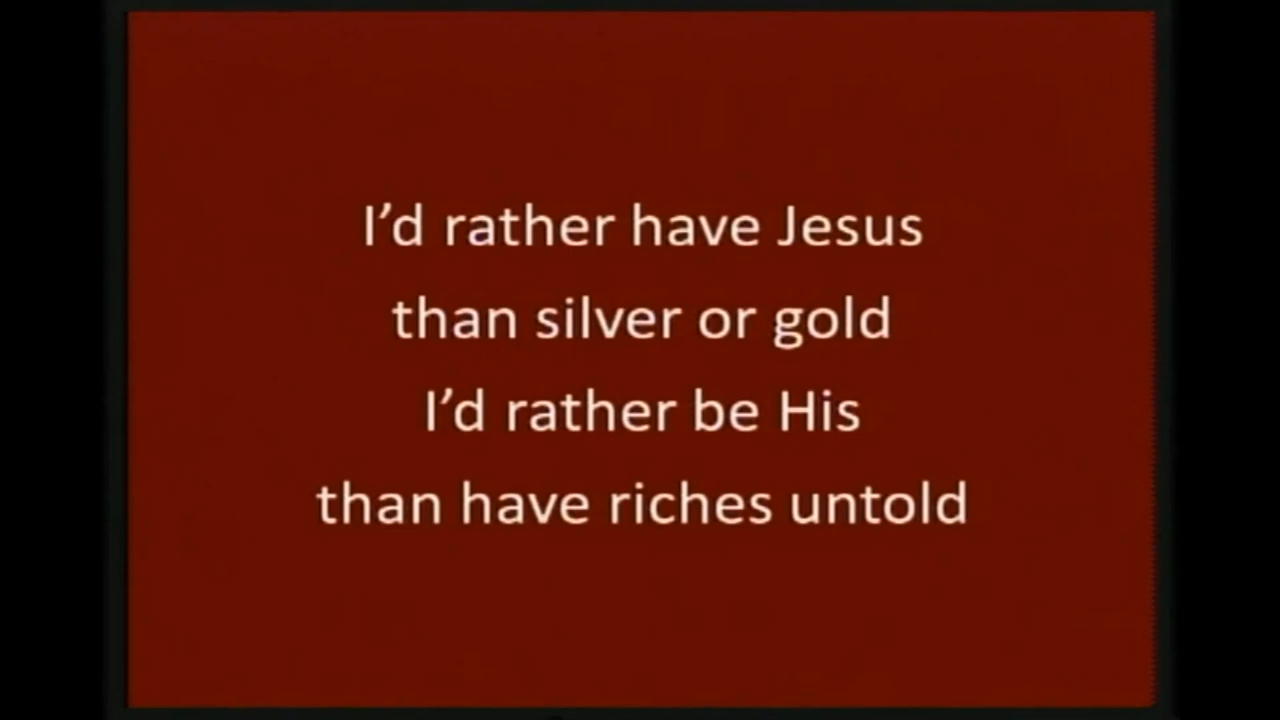 I’d rather have Jesus
than silver or gold
I’d rather be His
than have riches untold